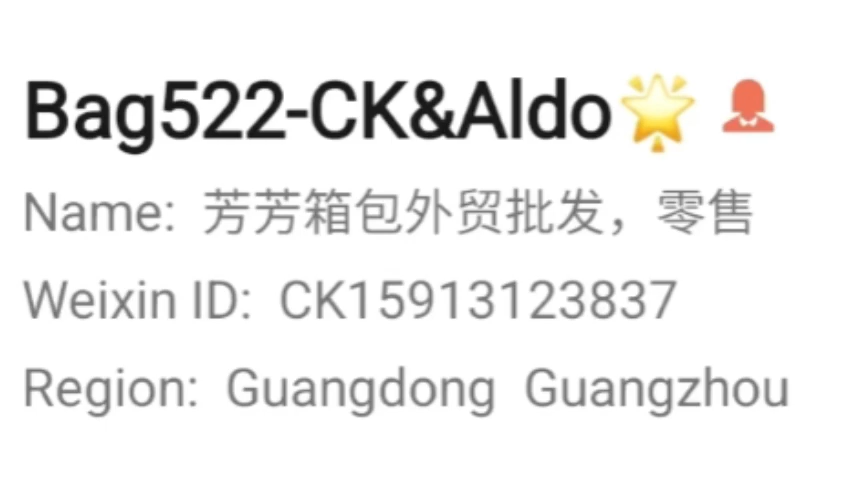 Bag522-CK&Aldo🌟
Name: 芳芳箱包外贸批发，零售
Weixin ID: CK15913123837
Region: Guangdong Guangzhou